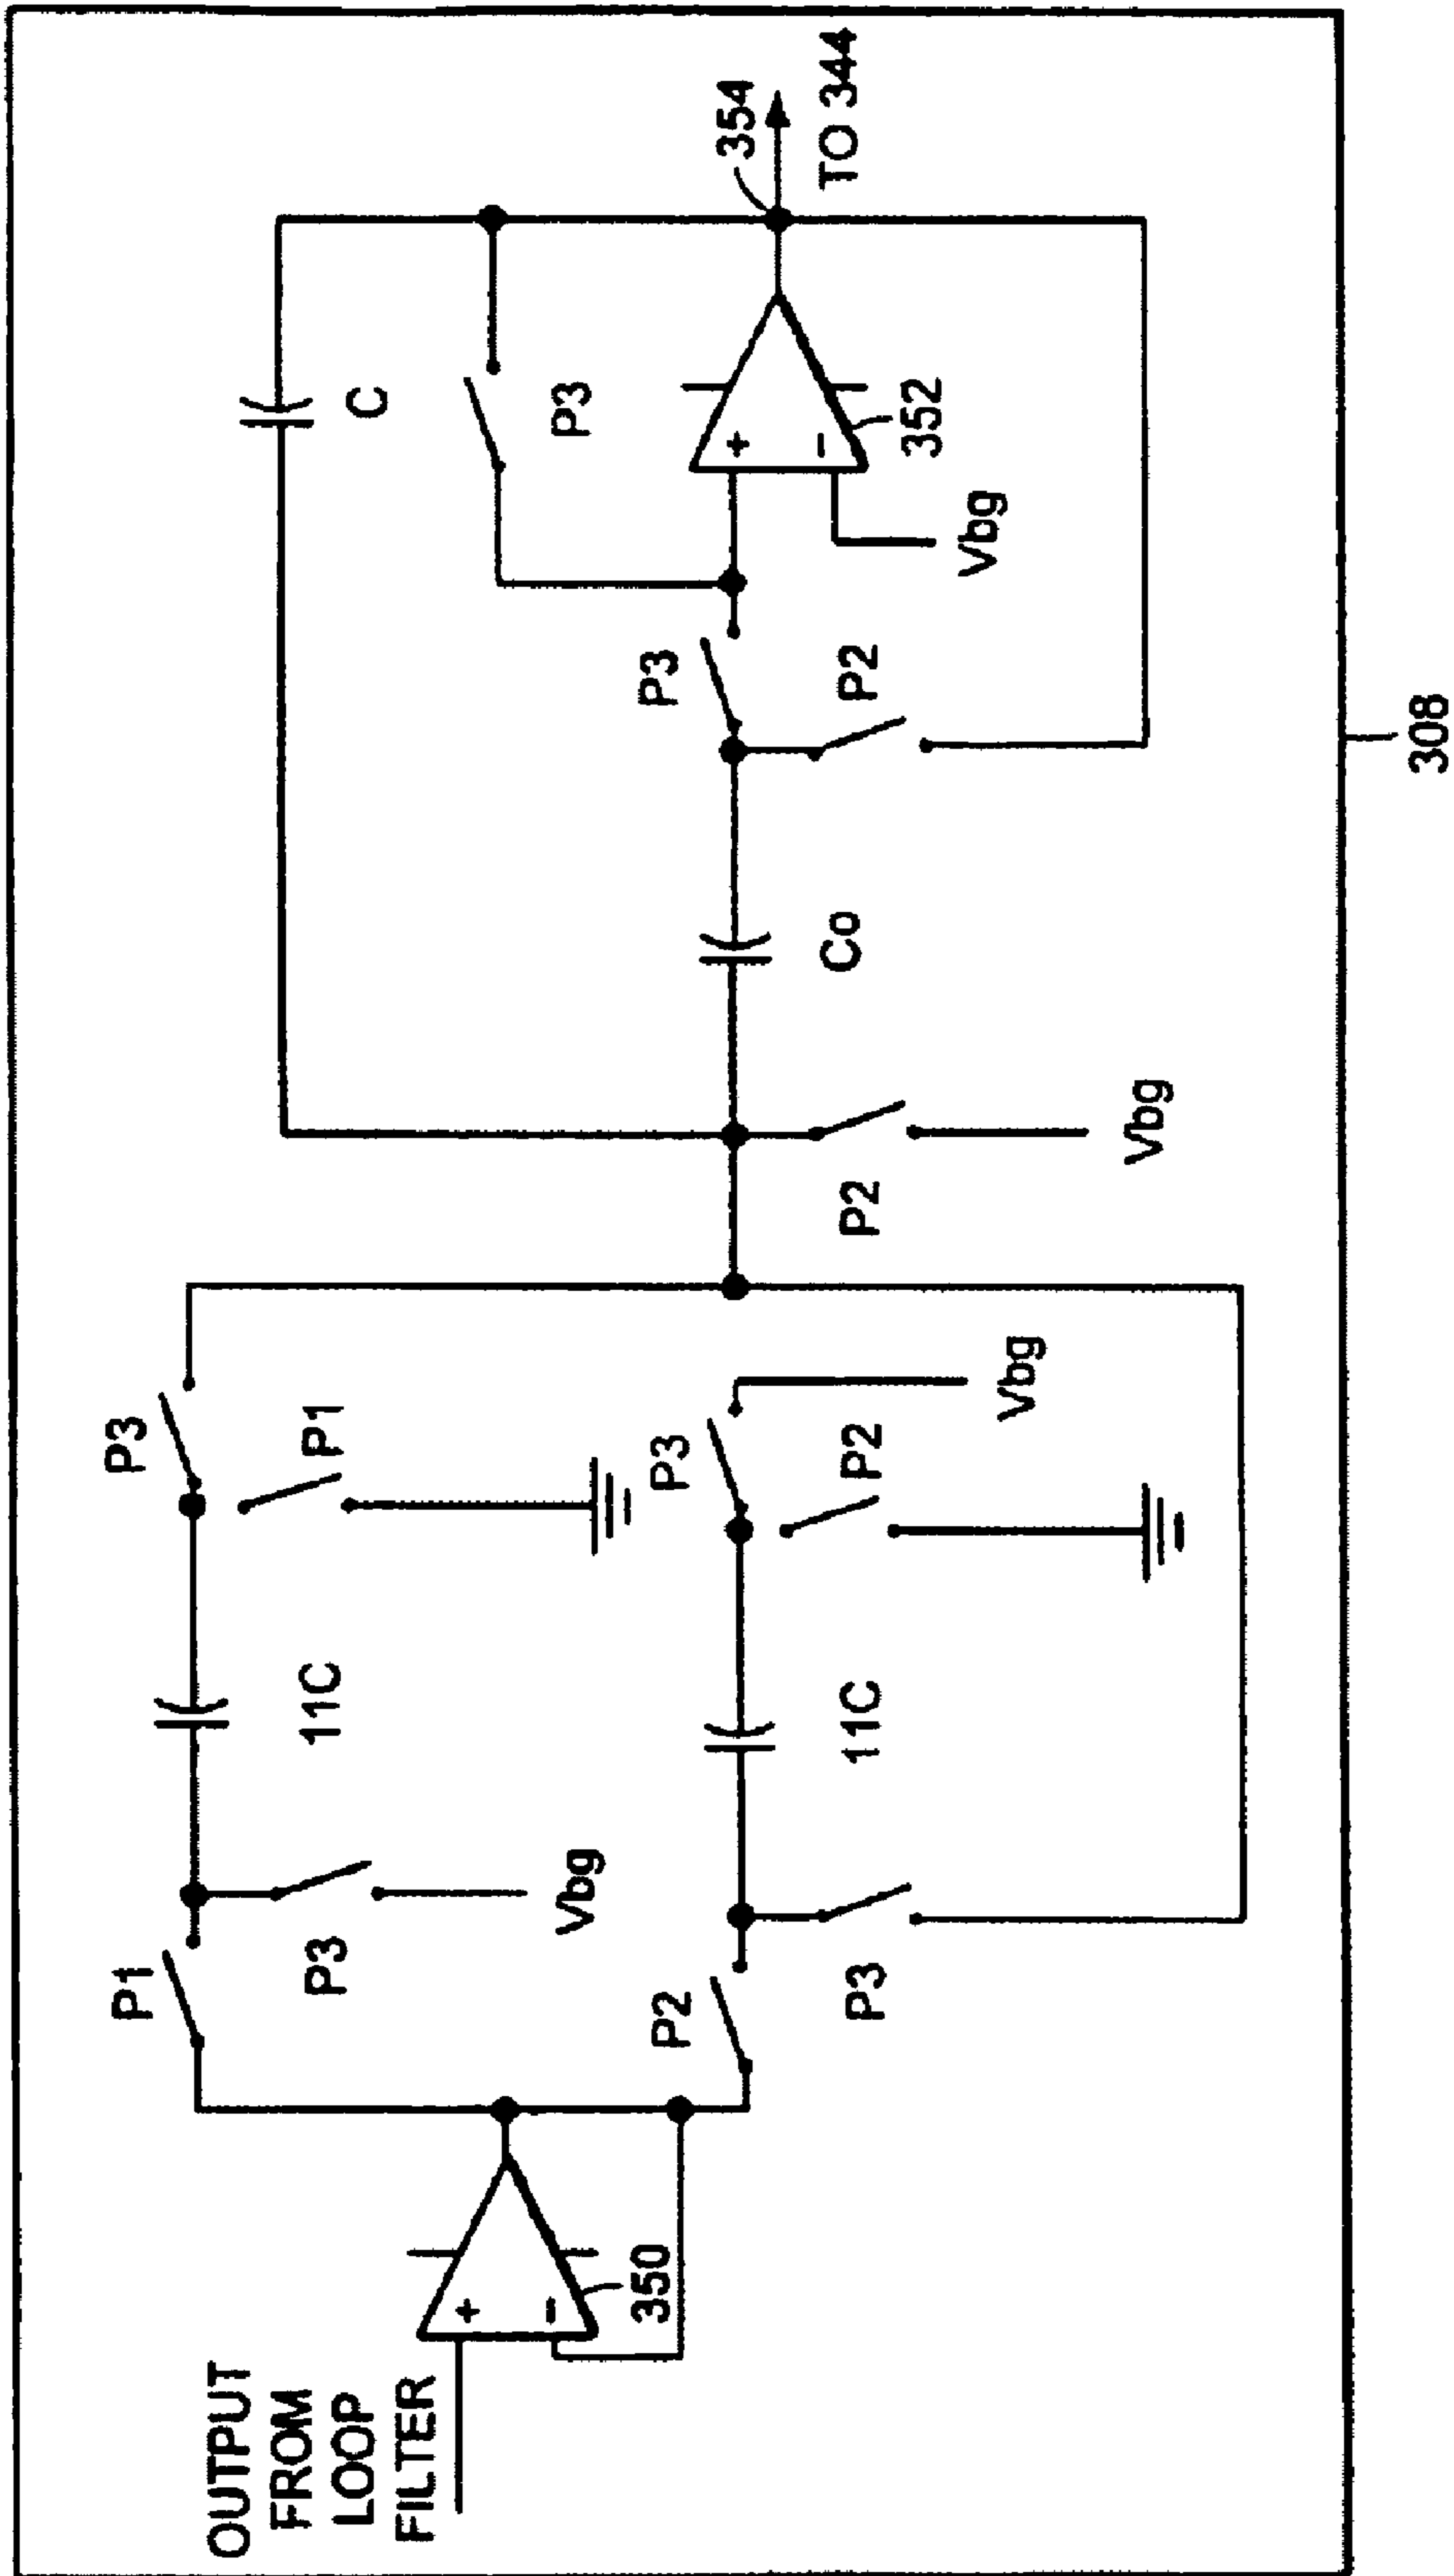 OUTPUT
FROM
LOOP
FILTER
+
-
350
P1
P3
Vbg
11C
P3
P1
P2
P3
11C
P3
P2
Vbg
P2
Vbg
Co
C
P3
P2
P3
+
-
352
Vbg
354
TO 344
308